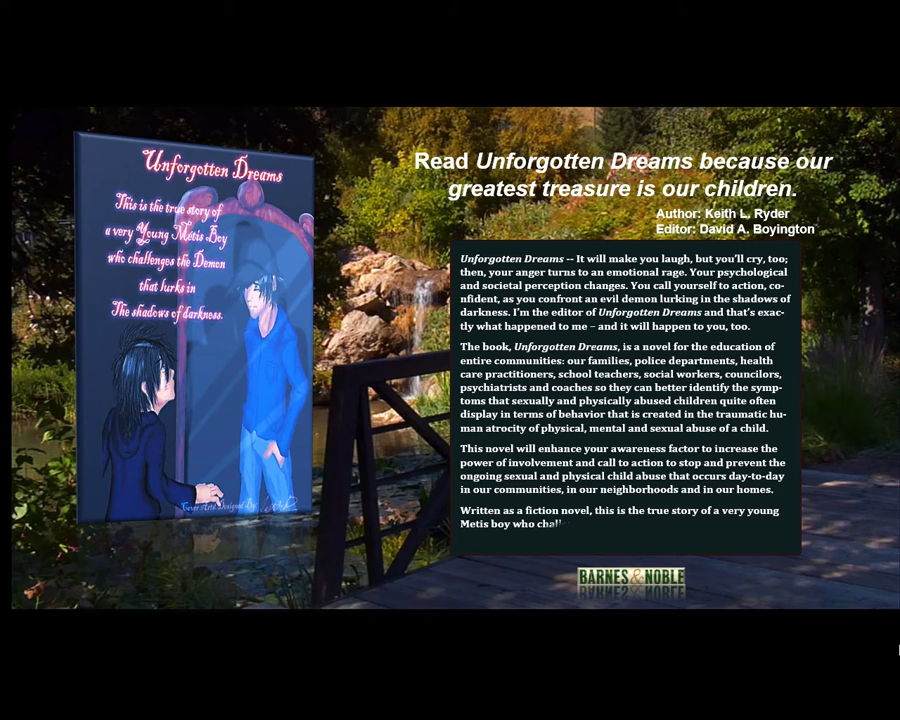 Unforgotten Dreams
This is the true story of
a very Young Métis Boy
who challenges the Demon
that lurks in
The shadows of darkness.
Cover Arts Designed By
Read Unforgotten Dreams because our
greatest treasure is our children.
Author: Keith L. Ryder
Editor: David A. Boyington
Unforgotten Dreams -- It will make you laugh, but you'll cry, too;
then, your anger turns to an emotional rage. Your psychological
and societal perception changes. You call yourself to action, co-
nfident, as you confront an evil demon lurking in the shadows of
darkness. I'm the editor of Unforgotten Dreams and that's exac-
tly what happened to me – and it will happen to you, too.
The book, Unforgotten Dreams, is a novel for the education of
entire communities: our families, police departments, health
care practitioners, school teachers, social workers, councilors,
psychiatrists and coaches so they can better identify the symp-
toms that sexually and physically abused children quite often
display in terms of behavior that is created in the traumatic hu-
man atrocity of physical, mental and sexual abuse of a child.
This novel will enhance your awareness factor to increase the
power of involvement and call to action to stop and prevent the
ongoing sexual and physical child abuse that occurs day-to-day
in our communities, in our neighborhoods and in our homes.
Written as a fiction novel, this is the true story of a very young
Metis boy who chall
BARNES & NOBLE